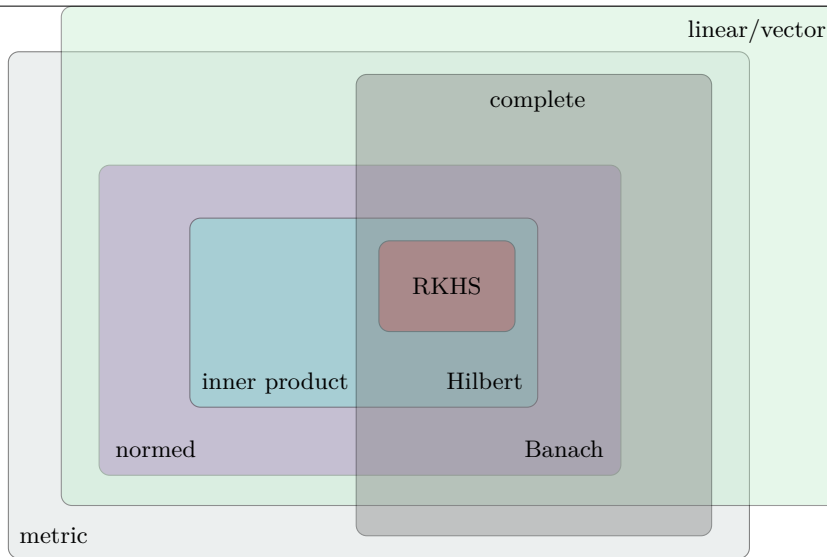 linear/vector
complete
RKHS
inner product
Hilbert
normed
Banach
metric